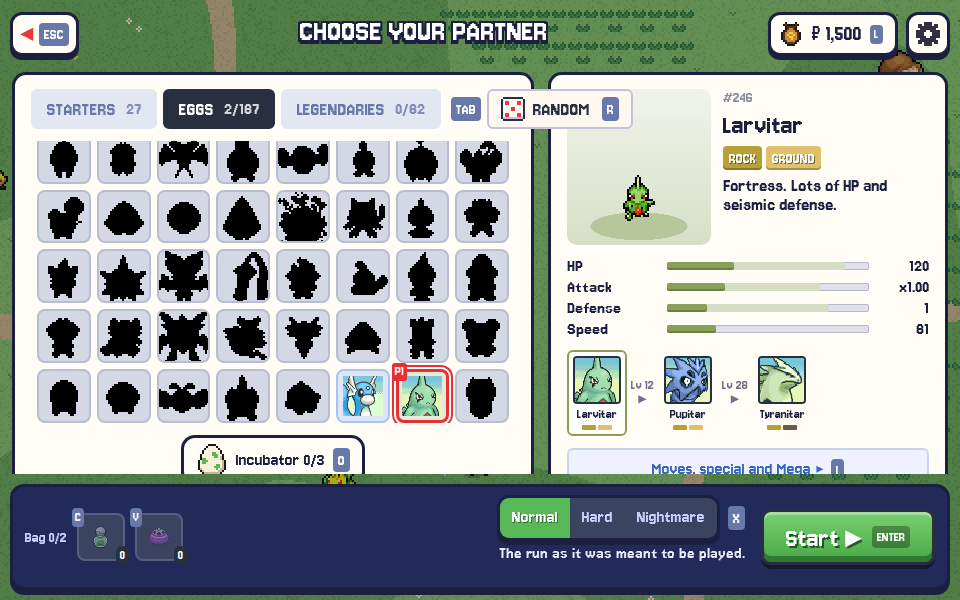 ESC
CHOOSE YOUR PARTNER
₽ 1,500 L
STARTERS 27
EGGS 2/187
LEGENDARIES 0/82
TAB
RANDOM R
P1
Incubator 0/3 O
#246
Larvitar
ROCK GROUND
Fortress. Lots of HP and
seismic defense.
HP 120
Attack x1.00
Defense 1
Speed 61
Lv 12
Lv 28
Larvitar
Pupitar
Tyranitar
Moves, special and Mega ▸
Bag 0/2
C 0
V 0
Normal Hard Nightmare X
The run as it was meant to be played.
Start ▶ ENTER